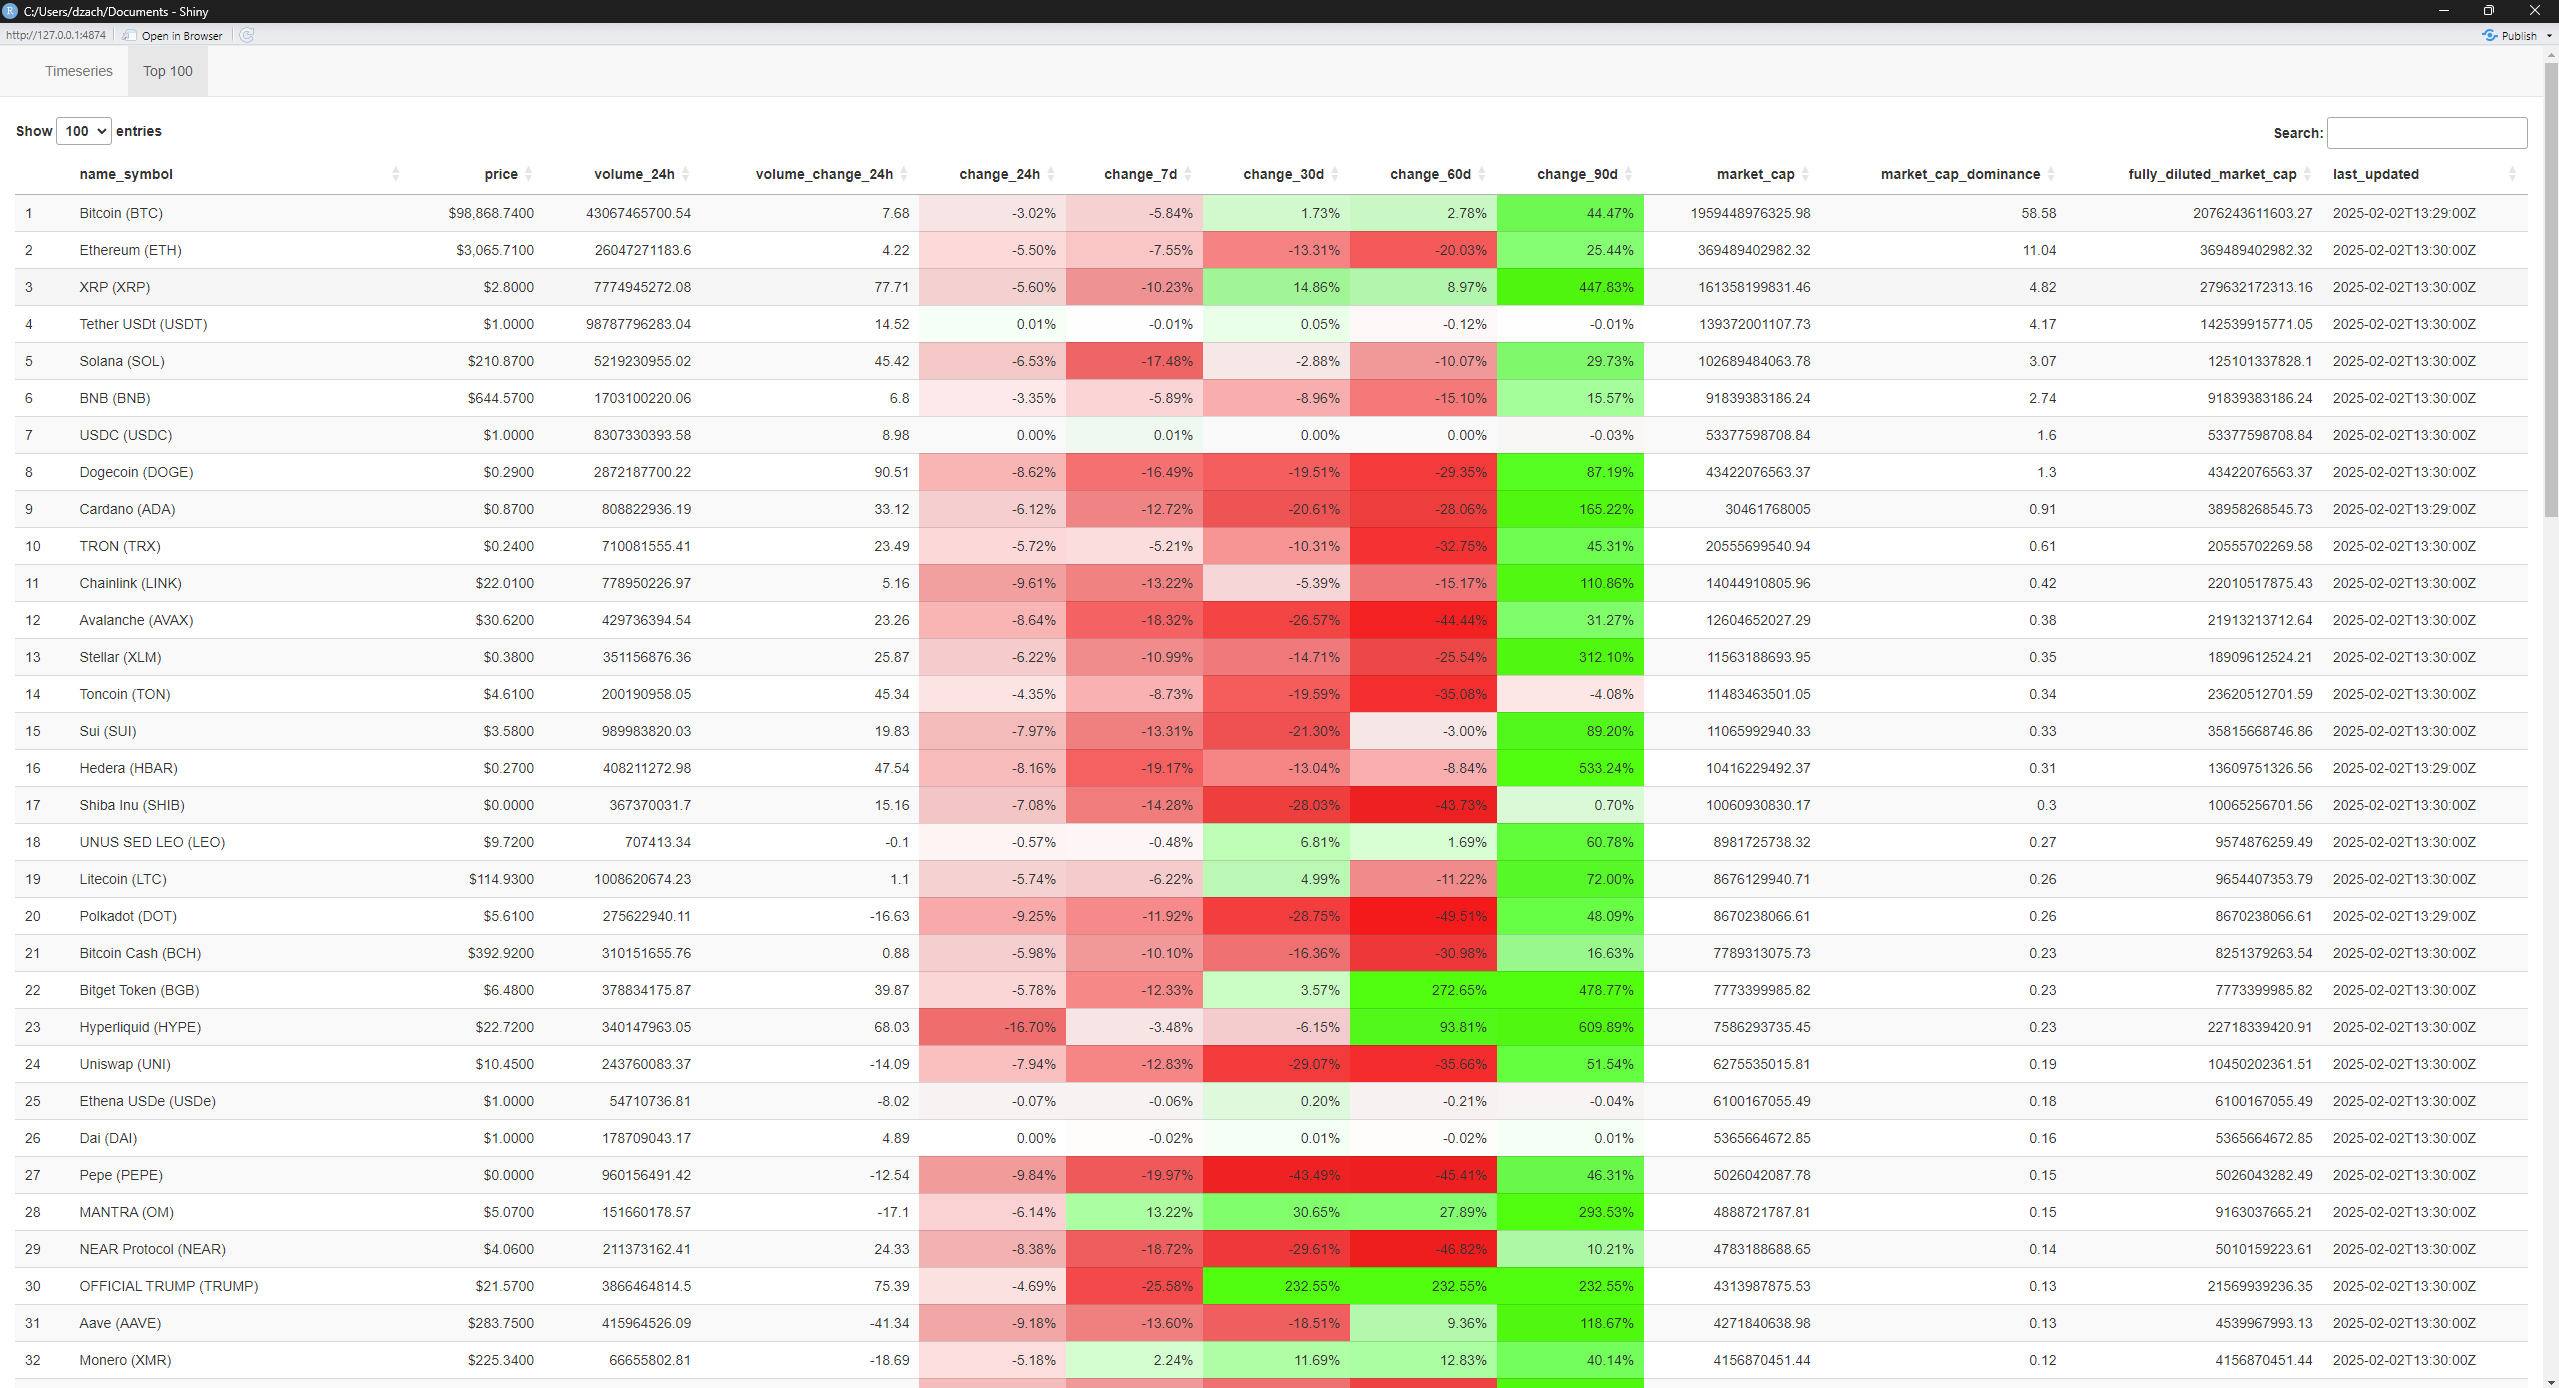 C:/Users/dzach/Documents - Shiny
http://127.0.0.1:4874 Open in Browser Publish
Timeseries Top 100
Show 100 entries Search:
name_symbol price volume_24h volume_change_24h change_24h change_7d change_30d change_60d change_90d market_cap market_cap_dominance fully_diluted_market_cap last_updated
1 Bitcoin (BTC) $98,868.7400 43067465700.54 7.68 -3.02% -5.84% 1.73% 2.78% 44.47% 1959448976325.98 58.58 2076243611603.27 2025-02-02T13:29:00Z
2 Ethereum (ETH) $3,065.7100 26047271183.6 4.22 -5.50% -7.55% -13.31% -20.03% 25.44% 369489402982.32 11.04 369489402982.32 2025-02-02T13:30:00Z
3 XRP (XRP) $2.8000 7774945272.08 77.71 -5.60% -10.23% 14.86% 8.97% 447.83% 161358199831.46 4.82 279632172313.16 2025-02-02T13:30:00Z
4 Tether USDt (USDT) $1.0000 98787796283.04 14.52 0.01% -0.01% 0.05% -0.12% -0.01% 139372001107.73 4.17 142539915771.05 2025-02-02T13:30:00Z
5 Solana (SOL) $210.8700 5219230955.02 45.42 -6.53% -17.48% -2.88% -10.07% 29.73% 102689484063.78 3.07 125101337828.1 2025-02-02T13:30:00Z
6 BNB (BNB) $644.5700 1703100220.06 6.8 -3.35% -5.89% -8.96% -15.10% 15.57% 91839383186.24 2.74 91839383186.24 2025-02-02T13:30:00Z
7 USDC (USDC) $1.0000 8307330393.58 8.98 0.00% 0.01% 0.00% 0.00% -0.03% 53377598708.84 1.6 53377598708.84 2025-02-02T13:30:00Z
8 Dogecoin (DOGE) $0.2900 2872187700.22 90.51 -8.62% -16.49% -19.51% -29.35% 87.19% 43422076563.37 1.3 43422076563.37 2025-02-02T13:30:00Z
9 Cardano (ADA) $0.8700 808822936.19 33.12 -6.12% -12.72% -20.61% -28.06% 165.22% 30461768005 0.91 38958268545.73 2025-02-02T13:29:00Z
10 TRON (TRX) $0.2400 710081555.41 23.49 -5.72% -5.21% -10.31% -32.75% 45.31% 20555699540.94 0.61 20555702269.58 2025-02-02T13:30:00Z
11 Chainlink (LINK) $22.0100 778950226.97 5.16 -9.61% -13.22% -5.39% -15.17% 110.86% 14044910805.96 0.42 22010517875.43 2025-02-02T13:30:00Z
12 Avalanche (AVAX) $30.6200 429736394.54 23.26 -8.64% -18.32% -26.57% -44.44% 31.27% 12604652027.29 0.38 21913213712.64 2025-02-02T13:30:00Z
13 Stellar (XLM) $0.3800 351156876.36 25.87 -6.22% -10.99% -14.71% -25.54% 312.10% 11563188693.95 0.35 18909612524.21 2025-02-02T13:30:00Z
14 Toncoin (TON) $4.6100 200190958.05 45.34 -4.35% -8.73% -19.59% -35.08% -4.08% 11483463501.05 0.34 23620512701.59 2025-02-02T13:30:00Z
15 Sui (SUI) $3.5800 989983820.03 19.83 -7.97% -13.31% -21.30% -3.00% 89.20% 11065992940.33 0.33 35815668746.86 2025-02-02T13:30:00Z
16 Hedera (HBAR) $0.2700 408211272.98 47.54 -8.16% -19.17% -13.04% -8.84% 533.24% 10416229492.37 0.31 13609751326.56 2025-02-02T13:29:00Z
17 Shiba Inu (SHIB) $0.0000 367370031.7 15.16 -7.08% -14.28% -28.03% -43.73% 0.70% 10060930830.17 0.3 10065256701.56 2025-02-02T13:30:00Z
18 UNUS SED LEO (LEO) $9.7200 707413.34 -0.1 -0.57% -0.48% 6.81% 1.69% 60.78% 8981725738.32 0.27 9574876259.49 2025-02-02T13:30:00Z
19 Litecoin (LTC) $114.9300 1008620674.23 1.1 -5.74% -6.22% 4.99% -11.22% 72.00% 8676129940.71 0.26 9654407353.79 2025-02-02T13:30:00Z
20 Polkadot (DOT) $5.6100 275622940.11 -16.63 -9.25% -11.92% -28.75% -49.51% 48.09% 8670238066.61 0.26 8670238066.61 2025-02-02T13:29:00Z
21 Bitcoin Cash (BCH) $392.9200 310151655.76 0.88 -5.98% -10.10% -16.36% -30.98% 16.63% 7789313075.73 0.23 8251379263.54 2025-02-02T13:30:00Z
22 Bitget Token (BGB) $6.4800 378834175.87 39.87 -5.78% -12.33% 3.57% 272.65% 478.77% 7773399985.82 0.23 7773399985.82 2025-02-02T13:30:00Z
23 Hyperliquid (HYPE) $22.7200 340147963.05 68.03 -16.70% -3.48% -6.15% 93.81% 609.89% 7586293735.45 0.23 22718339420.91 2025-02-02T13:30:00Z
24 Uniswap (UNI) $10.4500 243760083.37 -14.09 -7.94% -12.83% -29.07% -35.66% 51.54% 6275535015.81 0.19 10450202361.51 2025-02-02T13:30:00Z
25 Ethena USDe (USDe) $1.0000 54710736.81 -8.02 -0.07% -0.06% 0.20% -0.21% -0.04% 6100167055.49 0.18 6100167055.49 2025-02-02T13:30:00Z
26 Dai (DAI) $1.0000 178709043.17 4.89 0.00% -0.02% 0.01% -0.02% 0.01% 5365664672.85 0.16 5365664672.85 2025-02-02T13:30:00Z
27 Pepe (PEPE) $0.0000 960156491.42 -12.54 -9.84% -19.97% -43.49% -45.41% 46.31% 5026042087.78 0.15 5026043282.49 2025-02-02T13:30:00Z
28 MANTRA (OM) $5.0700 151660178.57 -17.1 -6.14% 13.22% 30.65% 27.89% 293.53% 4888721787.81 0.15 9163037665.21 2025-02-02T13:30:00Z
29 NEAR Protocol (NEAR) $4.0600 211373162.41 24.33 -8.38% -18.72% -29.61% -46.82% 10.21% 4783188688.65 0.14 5010159223.61 2025-02-02T13:30:00Z
30 OFFICIAL TRUMP (TRUMP) $21.5700 3866464814.5 75.39 -4.69% -25.58% 232.55% 232.55% 232.55% 4313987875.53 0.13 21569939236.35 2025-02-02T13:30:00Z
31 Aave (AAVE) $283.7500 415964526.09 -41.34 -9.18% -13.60% -18.51% 9.36% 118.67% 4271840638.98 0.13 4539967993.13 2025-02-02T13:30:00Z
32 Monero (XMR) $225.3400 66655802.81 -18.69 -5.18% 2.24% 11.69% 12.83% 40.14% 4156870451.44 0.12 4156870451.44 2025-02-02T13:30:00Z